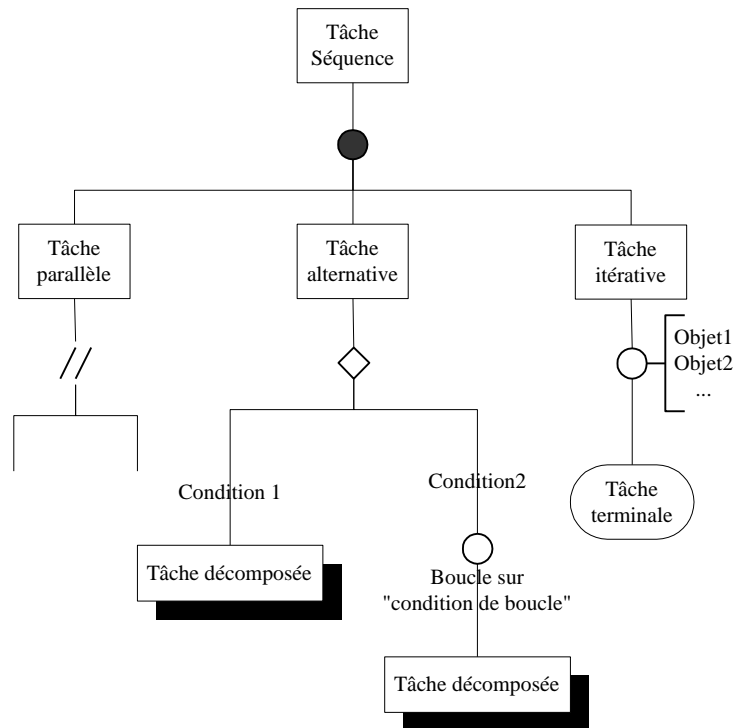 Tâche
Séquence
Tâche
parallèle
Tâche
alternative
Tâche
itérative
Objet1
Objet2
...
Condition 1
Condition2
Tâche
terminale
Tâche décomposée
Boucle sur
"condition de boucle"
Tâche décomposée